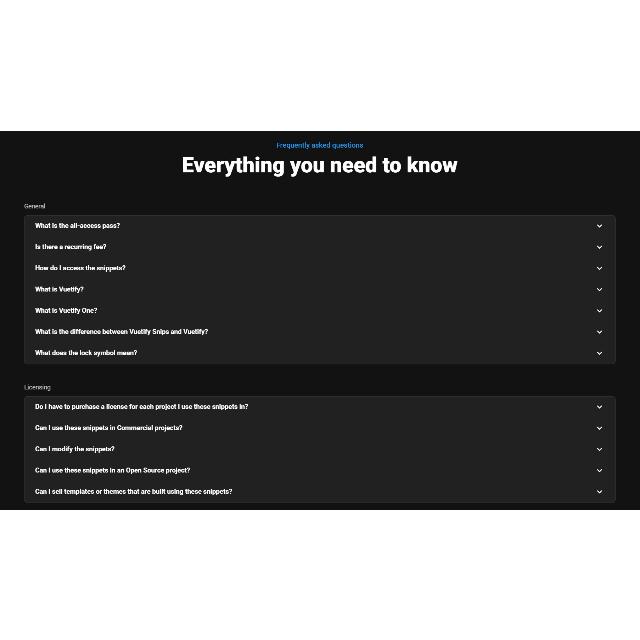 Frequently asked questions
Everything you need to know
General
What is the all-access pass?
Is there a recurring fee?
How do I access the snippets?
What is Vuetify?
What is Vuetify One?
What is the difference between Vuetify Snips and Vuetify?
What does the lock symbol mean?
Licensing
Do I have to purchase a license for each project I use these snippets in?
Can I use these snippets in Commercial projects?
Can I modify the snippets?
Can I use these snippets in an Open Source project?
Can I sell templates or themes that are built using these snippets?